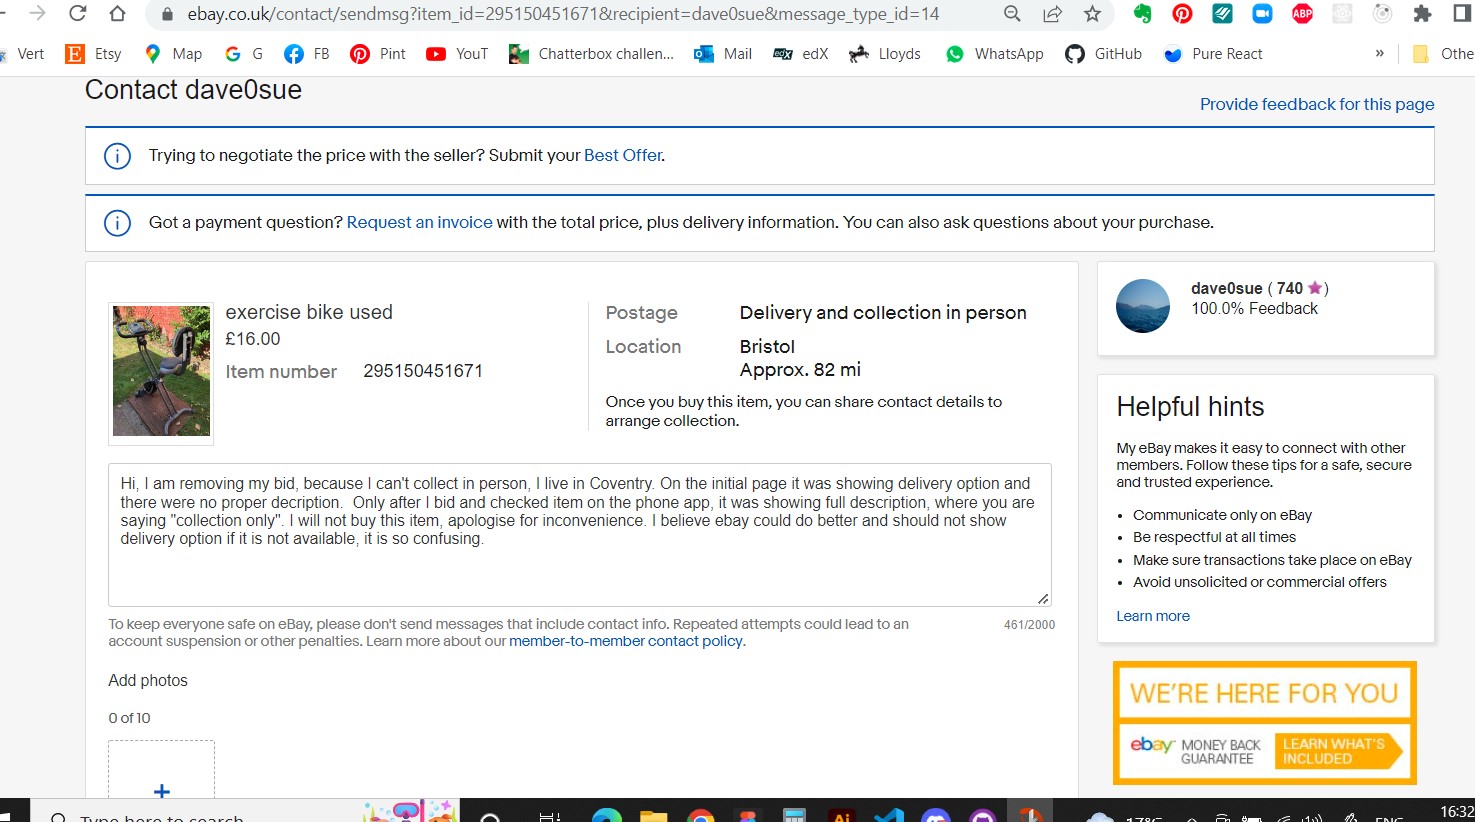 ebay.co.uk/contact/sendmsg?item_id=295150451671&recipient=dave0sue&message_type_id=14
ABP
Vert Etsy Map G FB Pint YouT Chatterbox challen... Mail edX Lloyds WhatsApp GitHub Pure React » Othe
Contact dave0sue
Provide feedback for this page
Trying to negotiate the price with the seller? Submit your Best Offer.
Got a payment question? Request an invoice with the total price, plus delivery information. You can also ask questions about your purchase.
exercise bike used
£16.00
Item number 295150451671
Postage Delivery and collection in person
Location Bristol
Approx. 82 mi
Once you buy this item, you can share contact details to
arrange collection.
dave0sue ( 740 )
100.0% Feedback
Hi, I am removing my bid, because I can't collect in person, I live in Coventry. On the initial page it was showing delivery option and
there were no proper decription.  Only after I bid and checked item on the phone app, it was showing full description, where you are
saying "collection only". I will not buy this item, apologise for inconvenience. I believe ebay could do better and should not show
delivery option if it is not available, it is so confusing.
To keep everyone safe on eBay, please don't send messages that include contact info. Repeated attempts could lead to an
account suspension or other penalties. Learn more about our member-to-member contact policy.
461/2000
Add photos
0 of 10
+
Helpful hints
My eBay makes it easy to connect with other
members. Follow these tips for a safe, secure
and trusted experience.
• Communicate only on eBay
• Be respectful at all times
• Make sure transactions take place on eBay
• Avoid unsolicited or commercial offers
Learn more
WE'RE HERE FOR YOU
ebay MONEY BACK
GUARANTEE
LEARN WHAT'S
INCLUDED
Type here to search
Ai
17°C
ENG
16:32